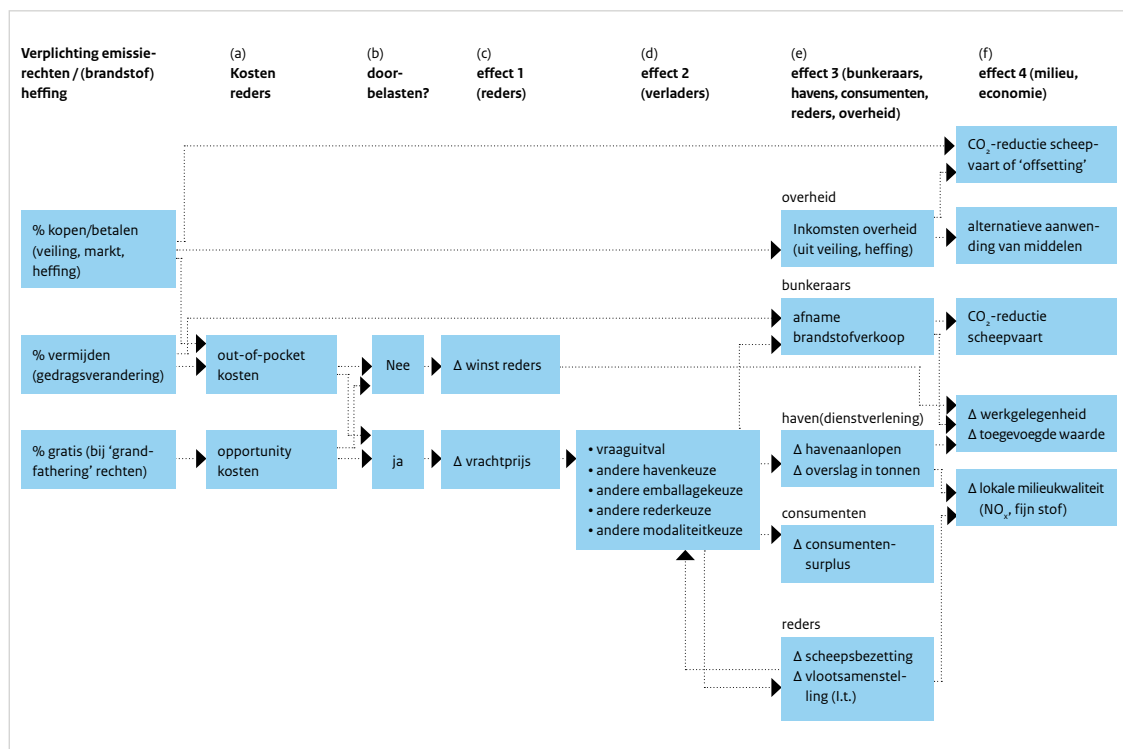 Verplichting emissie-
rechten / (brandstof)
heffing
(a)
Kosten
reders
(b)
door-
belasten?
(c)
effect 1
(reders)
(d)
effect 2
(verladers)
(e)
effect 3 (bunkeraars,
havens, consumenten,
reders, overheid)
(f)
effect 4 (milieu,
economie)
CO₂-reductie scheep-
vaart of ‘offsetting’
overheid
% kopen/betalen
(veiling, markt,
heffing)
Inkomsten overheid
(uit veiling, heffing)
alternatieve aanwen-
ding van middelen
bunkeraars
afname
brandstofverkoop
CO₂-reductie
scheepvaart
% vermijden
(gedragsverandering)
out-of-pocket
kosten
Nee
Δ winst reders
Δ werkgelegenheid
Δ toegevoegde waarde
haven(dienstverlening)
% gratis (bij ‘grand-
fathering’ rechten)
opportunity
kosten
ja
Δ vrachtprijs
• vraaguitval
• andere havenkeuze
• andere emballagekeuze
• andere rederkeuze
• andere modaliteitkeuze
Δ havenaanlopen
Δ overslag in tonnen
Δ lokale milieukwaliteit
(NOₓ, fijn stof)
consumenten
Δ consumenten-
surplus
reders
Δ scheepsbezetting
Δ vlootsamenstel-
ling (l.t.)